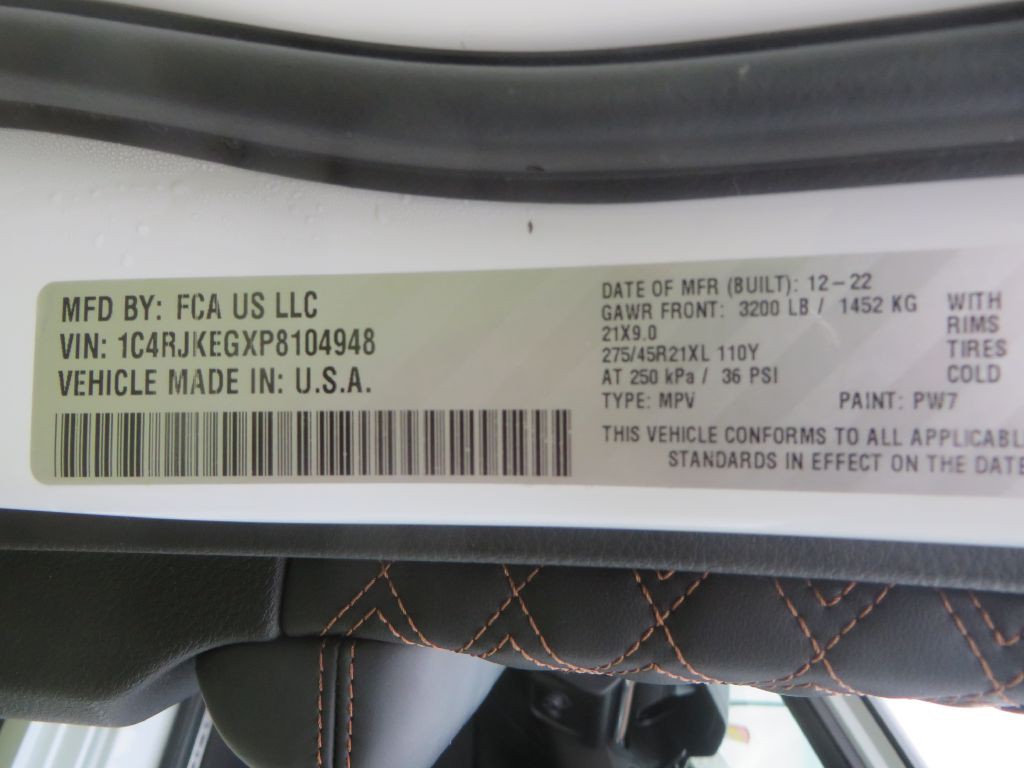 MFD BY: FCA US LLC
VIN: 1C4RJKEGXP8104948
VEHICLE MADE IN: U.S.A.
DATE OF MFR (BUILT): 12-22
GAWR FRONT: 3200 LB / 1452 KG WITH
21X9.0 RIMS
275/45R21XL 110Y TIRES
AT 250 kPa / 36 PSI COLD
TYPE: MPV PAINT: PW7
THIS VEHICLE CONFORMS TO ALL APPLICABL
STANDARDS IN EFFECT ON THE DATE